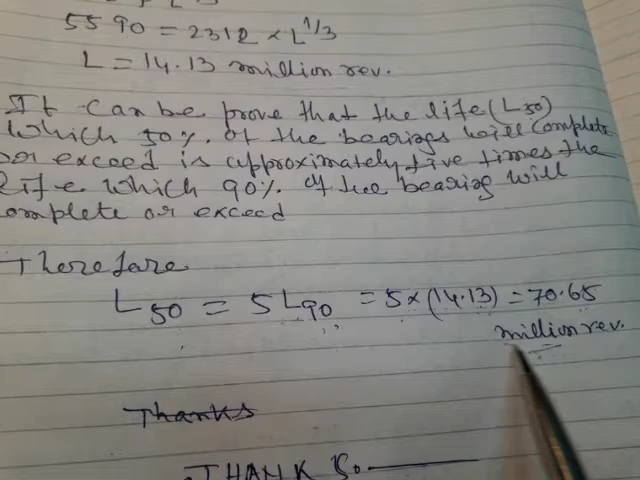 5590 = 2312 × L^1/3
L = 14.13 million rev.
It can be prove that the life (L50)
which 50% of the bearings will complete
or exceed is approximately five times the
life which 90% of the bearing will
complete or exceed
Therefore
L50 = 5L90 = 5×(14.13) = 70.65
million rev.
Thanks
THANK